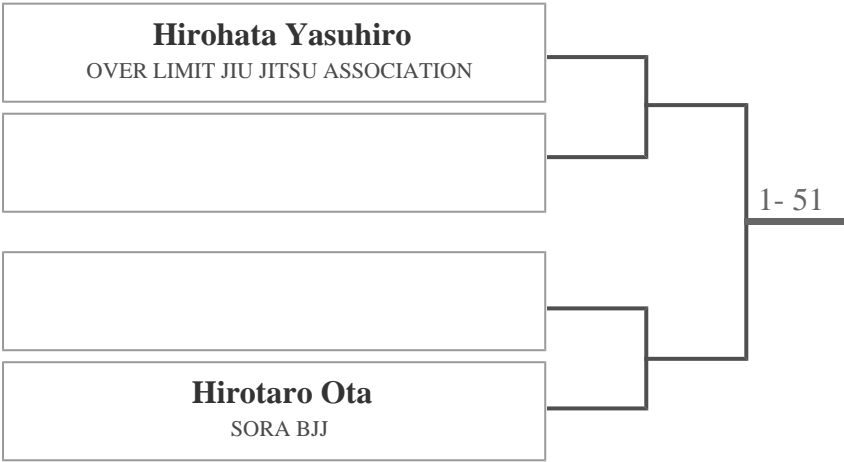 Hirohata Yasuhiro
OVER LIMIT JIU JITSU ASSOCIATION
1- 51
Hirotaro Ota
SORA BJJ